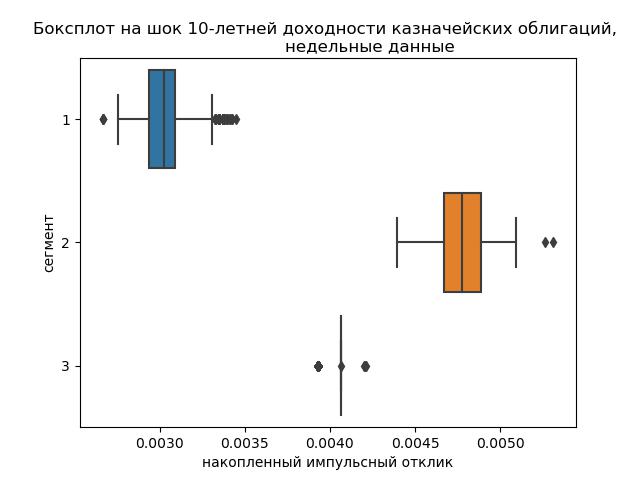 Боксплот на шок 10-летней доходности казначейских облигаций,
недельные данные
1
2
3
сегмент
0.0030 0.0035 0.0040 0.0045 0.0050
накопленный импульсный отклик